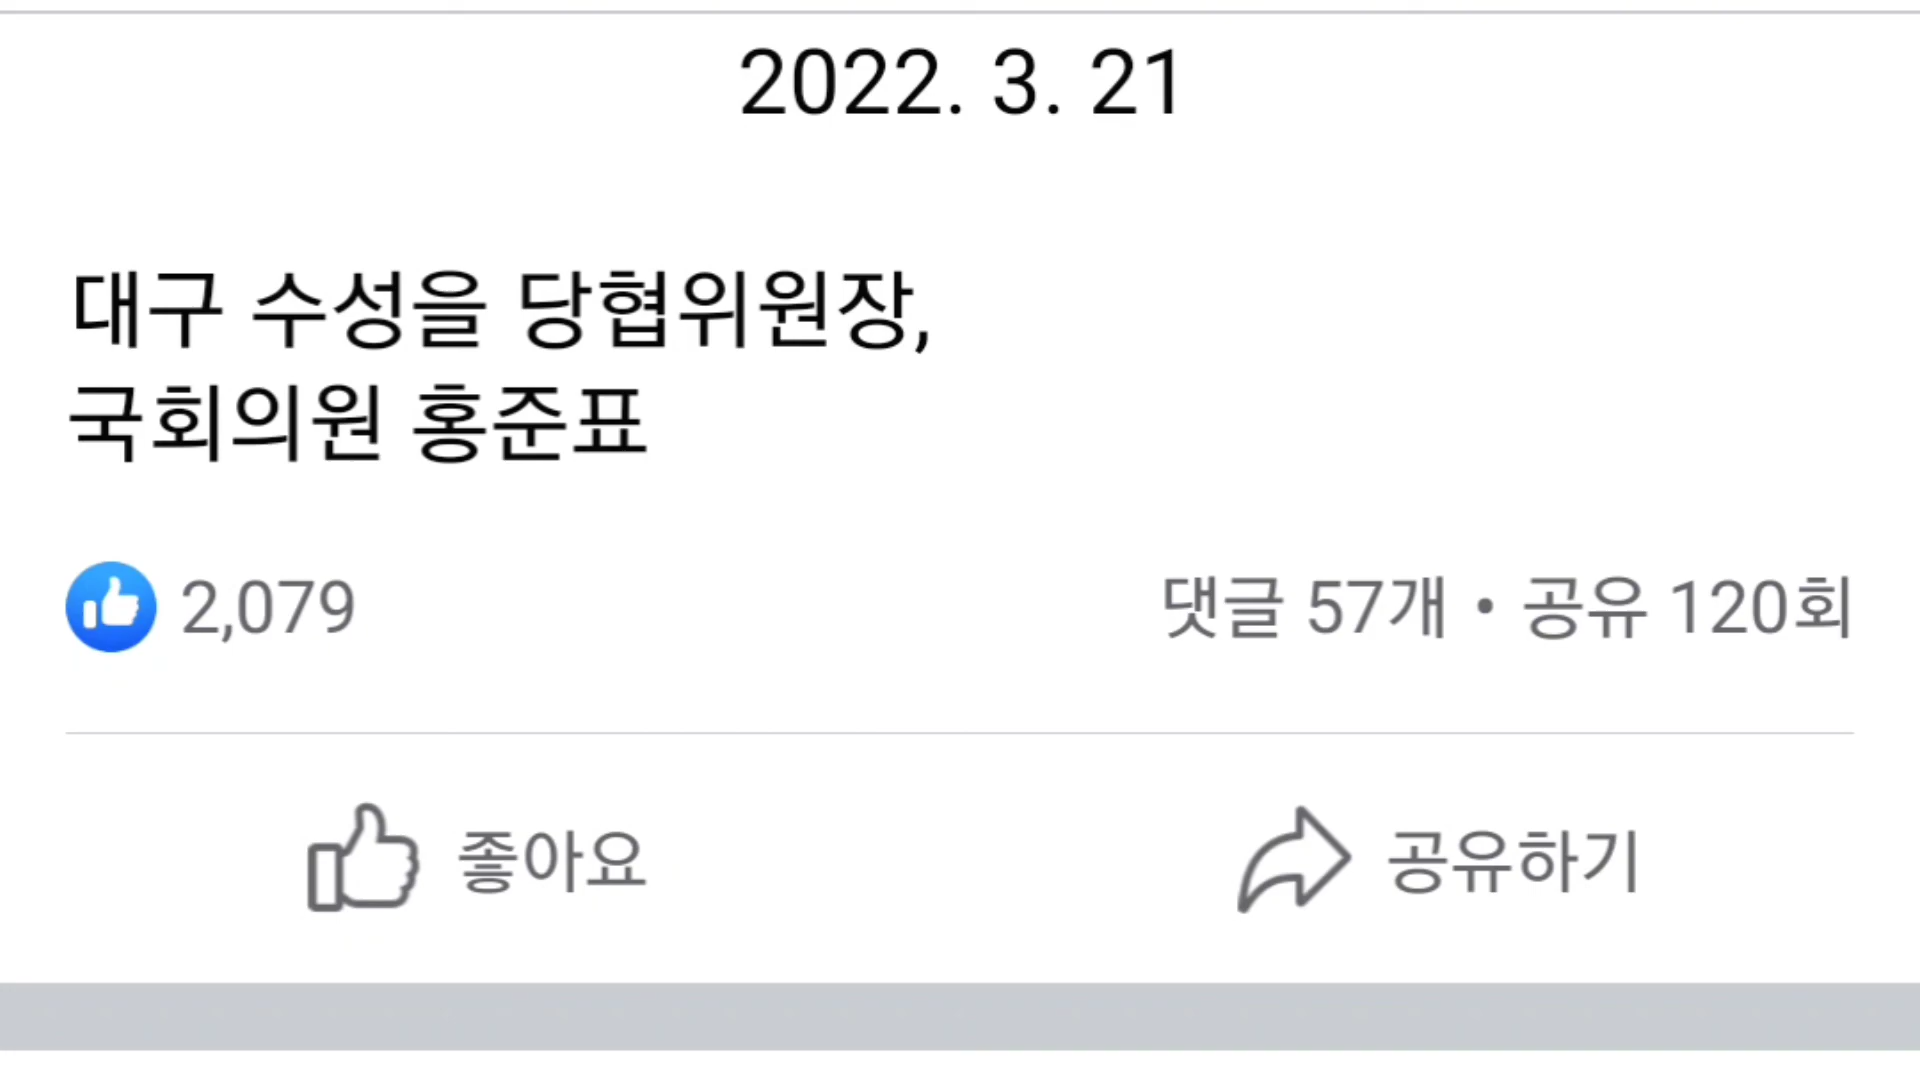 2022. 3. 21
대구 수성을 당협위원장,
국회의원 홍준표
2,079 댓글 57개 • 공유 120회
좋아요 공유하기